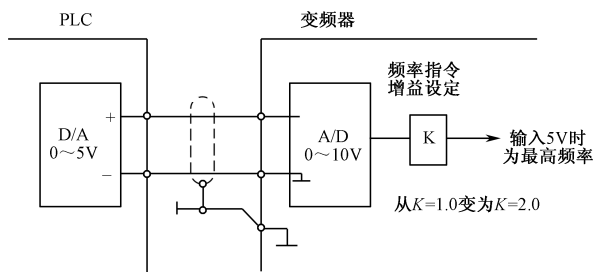 PLC
变频器
频率指令
增益设定
+
D/A
0～5V
−
A/D
0～10V
K
输入5V时
为最高频率
从K=1.0变为K=2.0